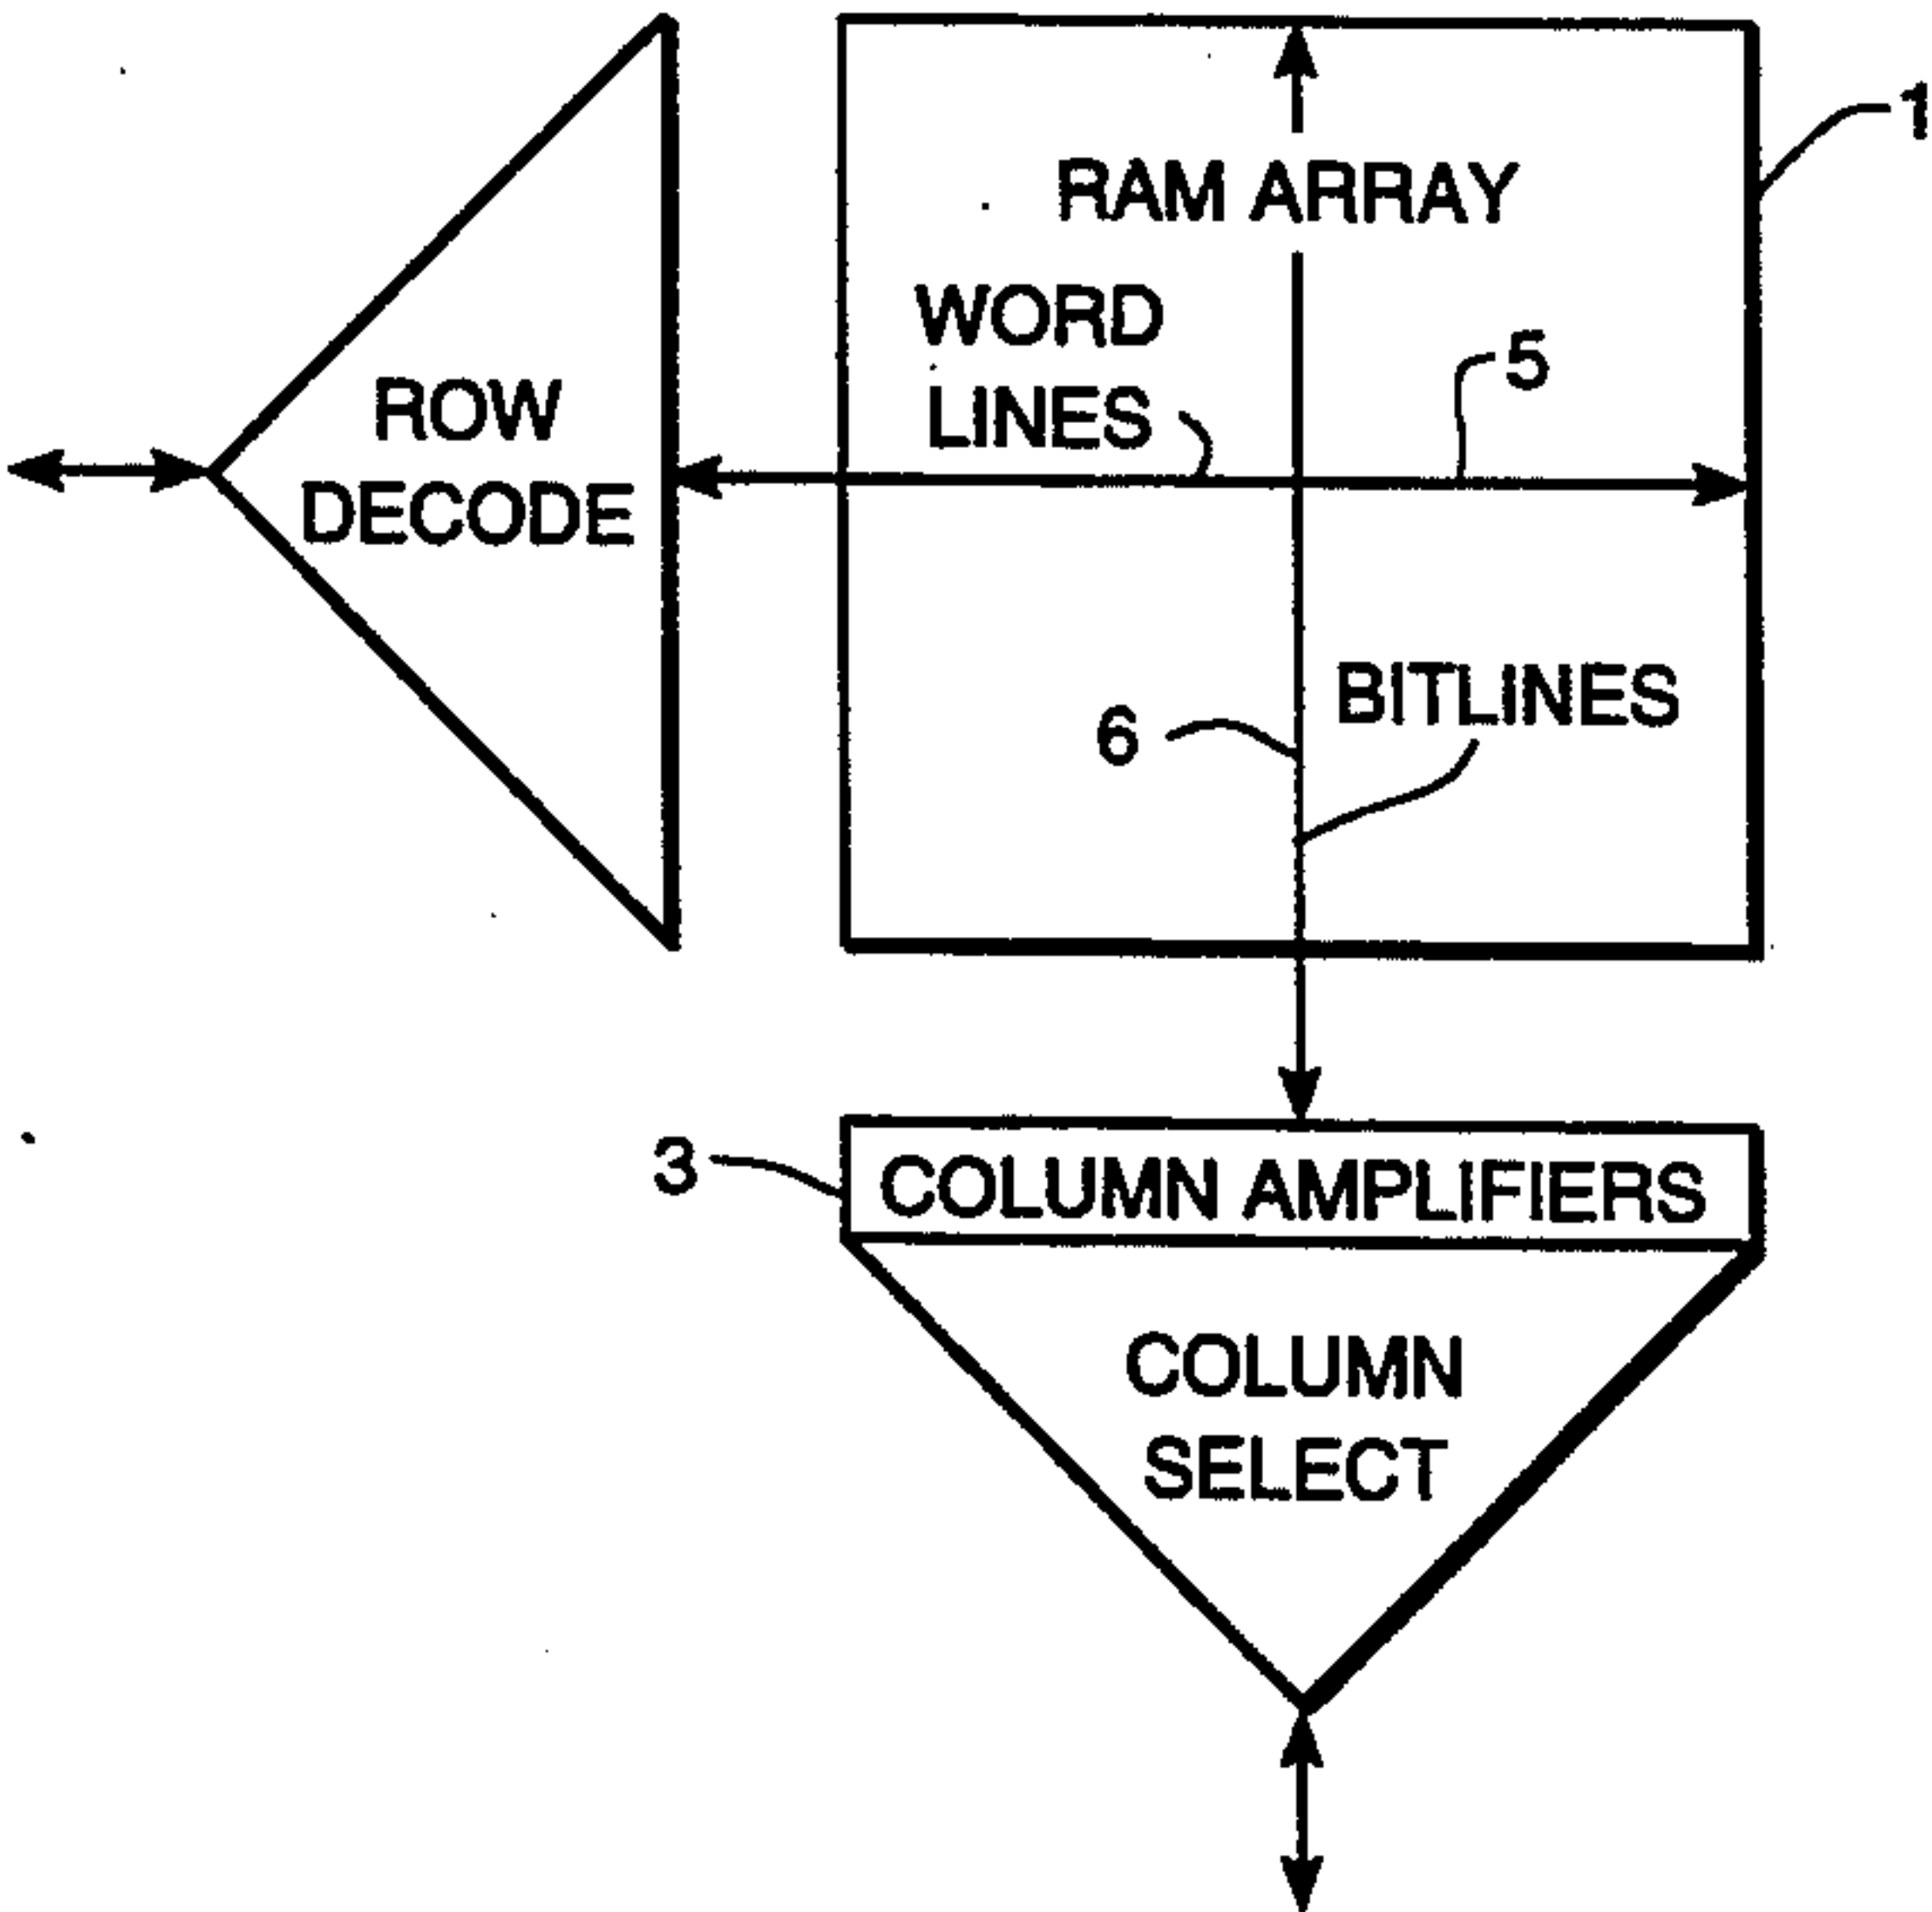 1
RAM ARRAY
WORD
LINES
5
ROW
DECODE
BITLINES
6
3
COLUMN AMPLIFIERS
COLUMN
SELECT